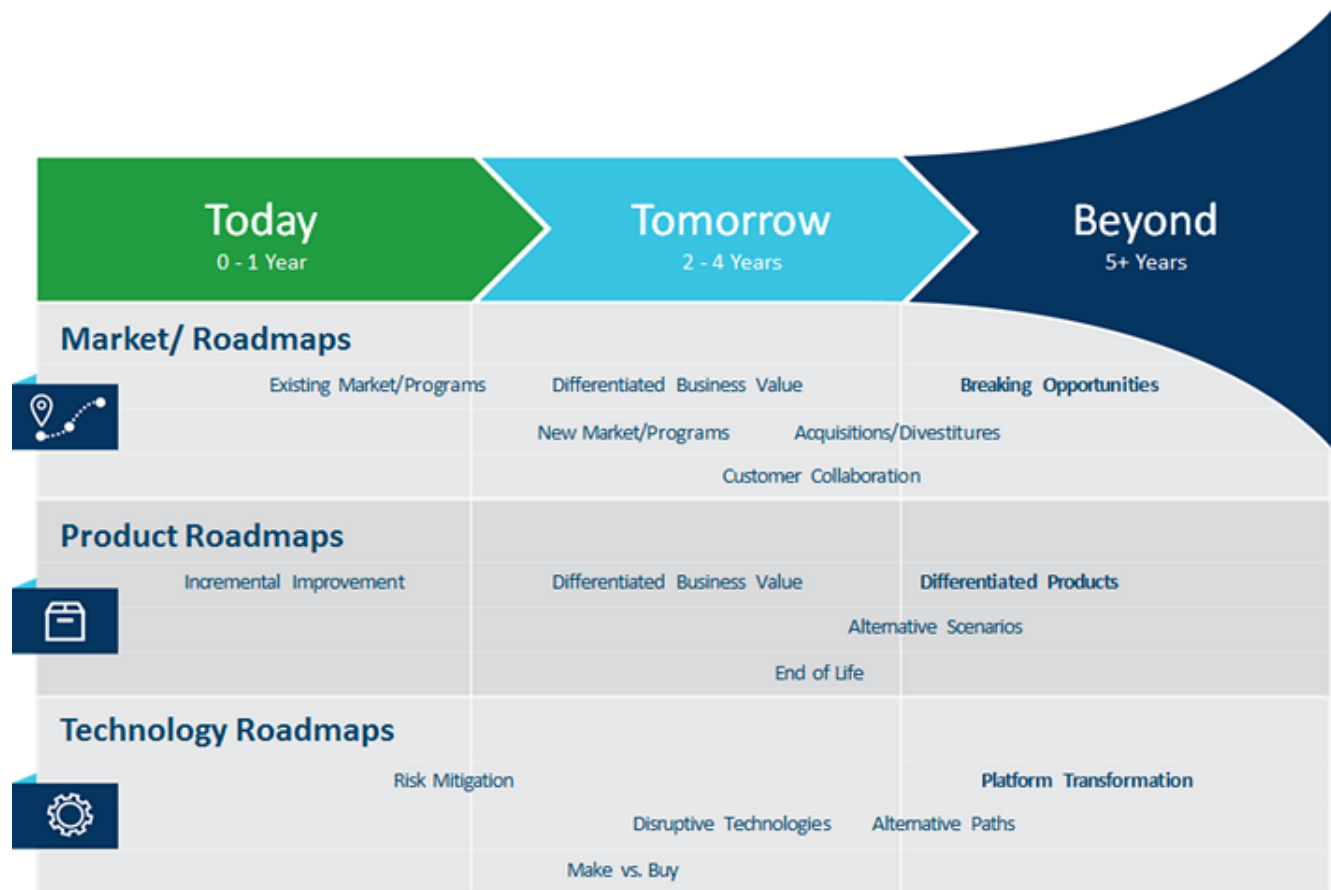 Today
0 - 1 Year
Tomorrow
2 - 4 Years
Beyond
5+ Years
Market/ Roadmaps
Existing Market/Programs
Differentiated Business Value
Breaking Opportunities
New Market/Programs
Acquisitions/Divestitures
Customer Collaboration
Product Roadmaps
Incremental Improvement
Differentiated Business Value
Differentiated Products
Alternative Scenarios
End of Life
Technology Roadmaps
Risk Mitigation
Platform Transformation
Disruptive Technologies
Alternative Paths
Make vs. Buy